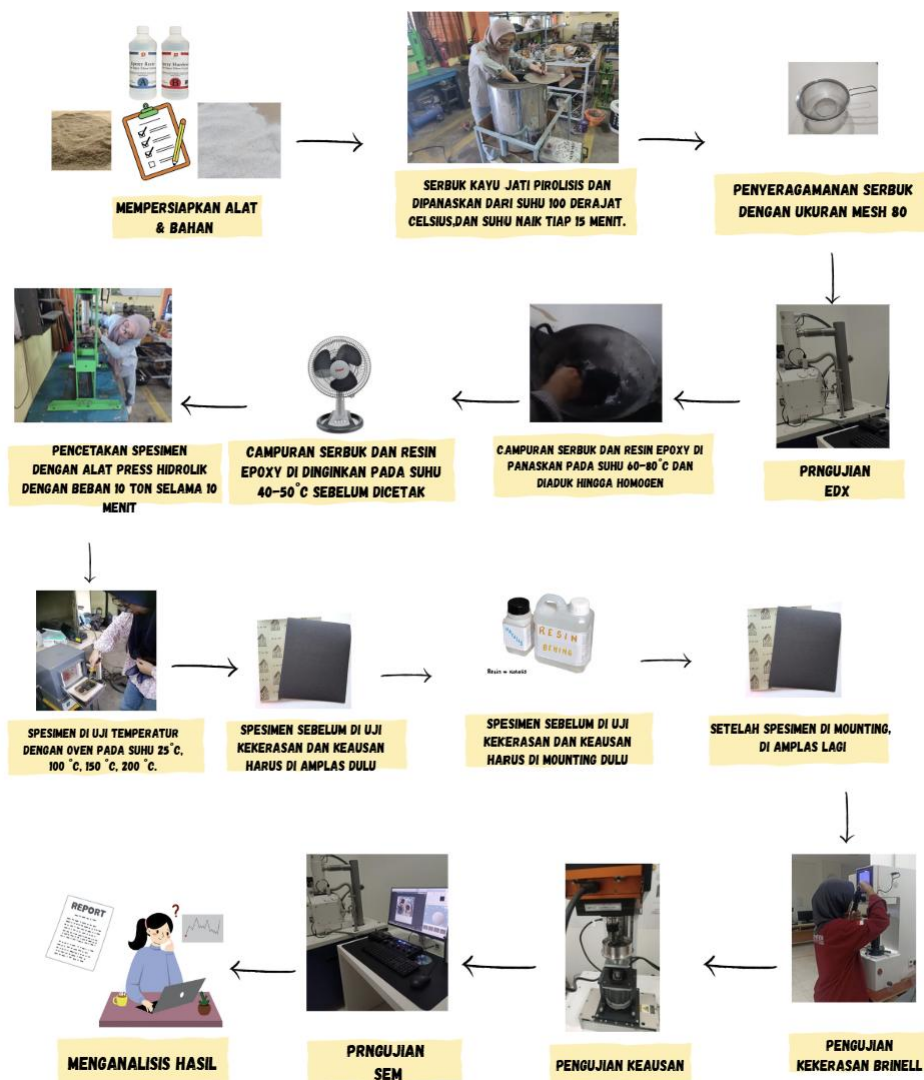 Epoxy Resin
A
Epoxy Hardener
B
MEMPERSIAPKAN ALAT
& BAHAN
SERBUK KAYU JATI PIROLISIS DAN
DIPANASKAN DARI SUHU 100 DERAJAT
CELSIUS,DAN SUHU NAIK TIAP 15 MENIT.
PENYERAGAMANAN SERBUK
DENGAN UKURAN MESH 80
PENCETAKAN SPESIMEN
DENGAN ALAT PRESS HIDROLIK
DENGAN BEBAN 10 TON SELAMA 10
MENIT
CAMPURAN SERBUK DAN RESIN
EPOXY DI DINGINKAN PADA SUHU
40-50°C SEBELUM DICETAK
CAMPURAN SERBUK DAN RESIN EPOXY DI
PANASKAN PADA SUHU 60-80°C DAN
DIADUK HINGGA HOMOGEN
PRNGUJIAN
EDX
SPESIMEN DI UJI TEMPERATUR
DENGAN OVEN PADA SUHU 25°C,
100 °C, 150 °C, 200 °C.
SPESIMEN SEBELUM DI UJI
KEKERASAN DAN KEAUSAN
HARUS DI AMPLAS DULU
RESIN
BENING
SPESIMEN SEBELUM DI UJI
KEKERASAN DAN KEAUSAN
HARUS DI MOUNTING DULU
SETELAH SPESIMEN DI MOUNTING,
DI AMPLAS LAGI
REPORT
?
MENGANALISIS HASIL
PRNGUJIAN
SEM
PENGUJIAN KEAUSAN
PENGUJIAN
KEKERASAN BRINELL